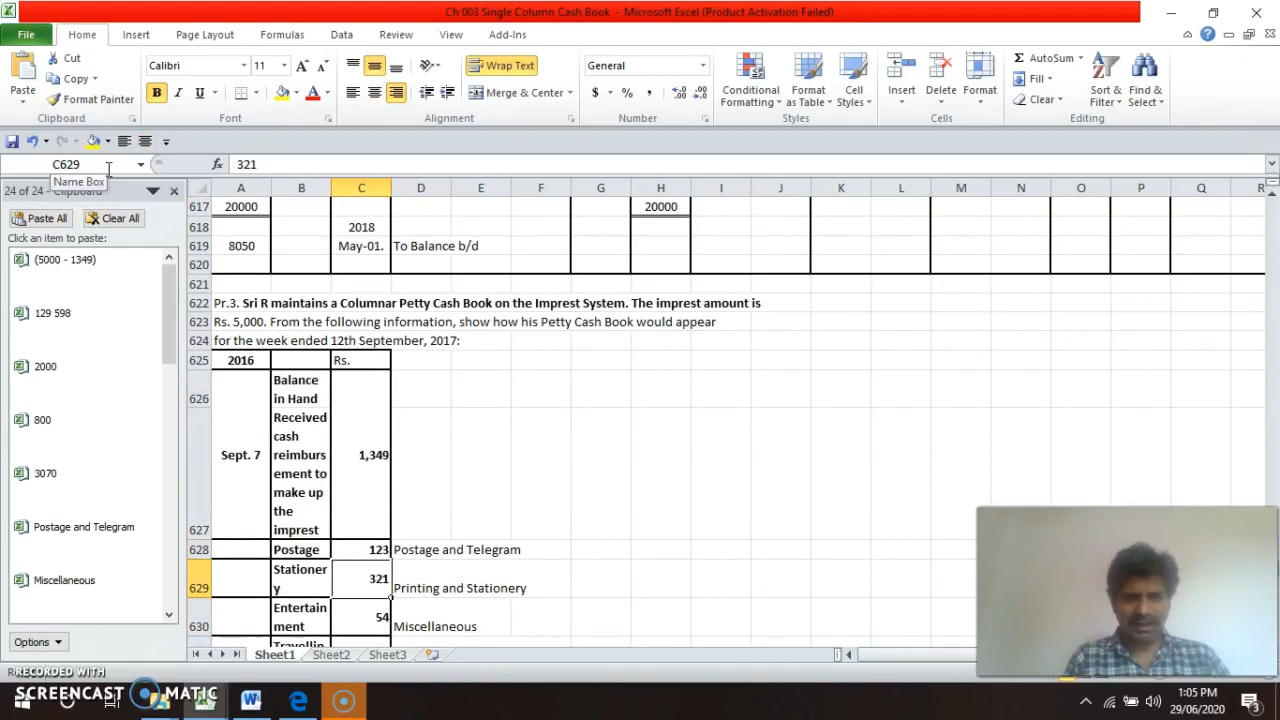 Ch 003 Single Column Cash Book - Microsoft Excel (Product Activation Failed)
File Home Insert Page Layout Formulas Data Review View Add-Ins
Cut
Copy
Format Painter
Paste
Clipboard
Calibri 11
B I U
Font
Wrap Text
Merge & Center
Alignment
General
$ % ,
Number
Conditional Formatting
Format as Table
Cell Styles
Styles
Insert Delete Format
Cells
AutoSum
Fill
Clear
Sort & Filter
Find & Select
Editing
C629 fx 321
Name Box
24 of 24 - Clipboard
Paste All Clear All
Click an item to paste:
(5000 - 1349)
129 598
2000
800
3070
Postage and Telegram
Miscellaneous
Options
A B C D E F G H I J K L M N O P Q R
617 20000 20000
618 2018
619 8050 May-01. To Balance b/d
620
621
622 Pr.3. Sri R maintains a Columnar Petty Cash Book on the Imprest System. The imprest amount is
623 Rs. 5,000. From the following information, show how his Petty Cash Book would appear
624 for the week ended 12th September, 2017:
625 2016 Rs.
Balance
626 in Hand
Received
cash
reimburs
Sept. 7 ement to 1,349
make up
the
627 imprest
628 Postage 123 Postage and Telegram
Stationer
629 y 321 Printing and Stationery
Entertain
630 ment 54 Miscellaneous
Travellin
Sheet1 Sheet2 Sheet3
RECORDED WITH
SCREENCAST MATIC
1:05 PM
29/06/2020
3